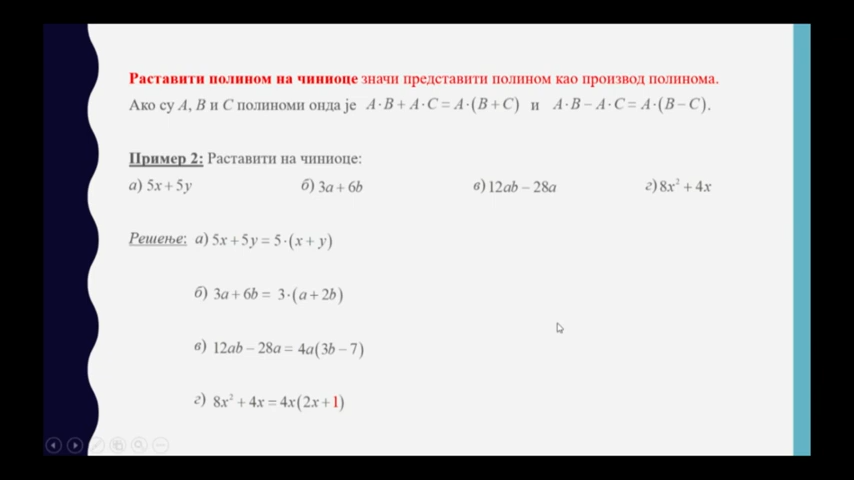 Раставити полином на чиниоце значи представити полином као производ полинома.
Ако су A, B и C полиноми онда је A·B + A·C = A·(B + C) и A·B − A·C = A·(B − C).
Пример 2: Раставити на чиниоце:
а) 5x + 5y б) 3a + 6b в) 12ab − 28a г) 8x² + 4x
Решење: а) 5x + 5y = 5·(x + y)
б) 3a + 6b = 3·(a + 2b)
в) 12ab − 28a = 4a(3b − 7)
г) 8x² + 4x = 4x(2x + 1)